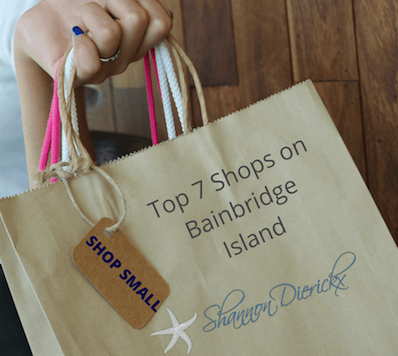 Top 7 Shops on
Bainbridge
Island
SHOP SMALL
Shannon Dierickx